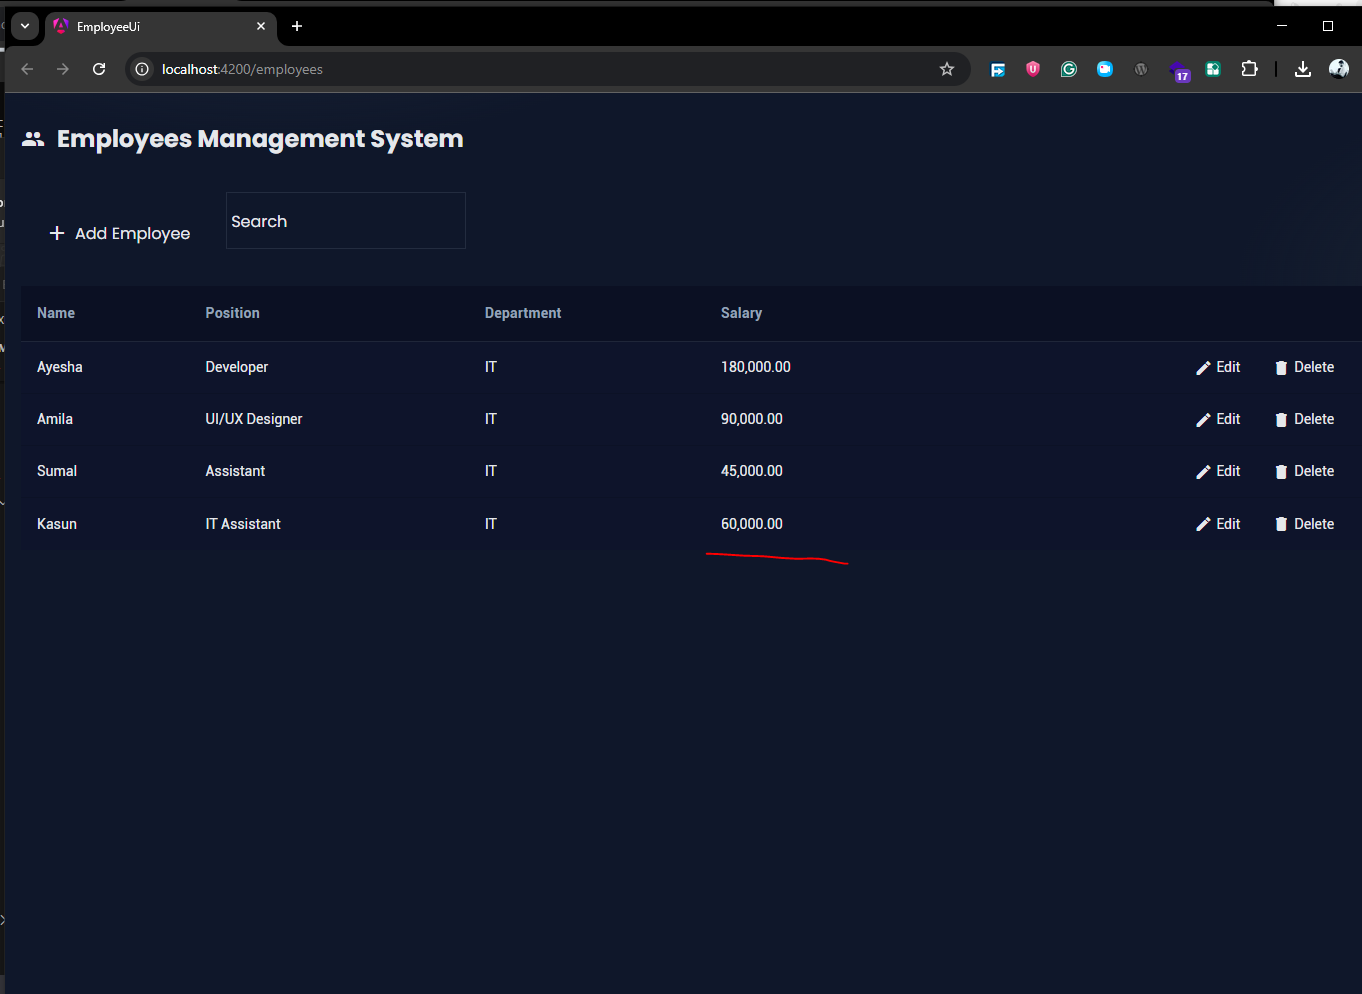 EmployeeUi
localhost:4200/employees
17
Employees Management System
Add Employee
Search
Name Position Department Salary
Ayesha Developer IT 180,000.00 Edit Delete
Amila UI/UX Designer IT 90,000.00 Edit Delete
Sumal Assistant IT 45,000.00 Edit Delete
Kasun IT Assistant IT 60,000.00 Edit Delete